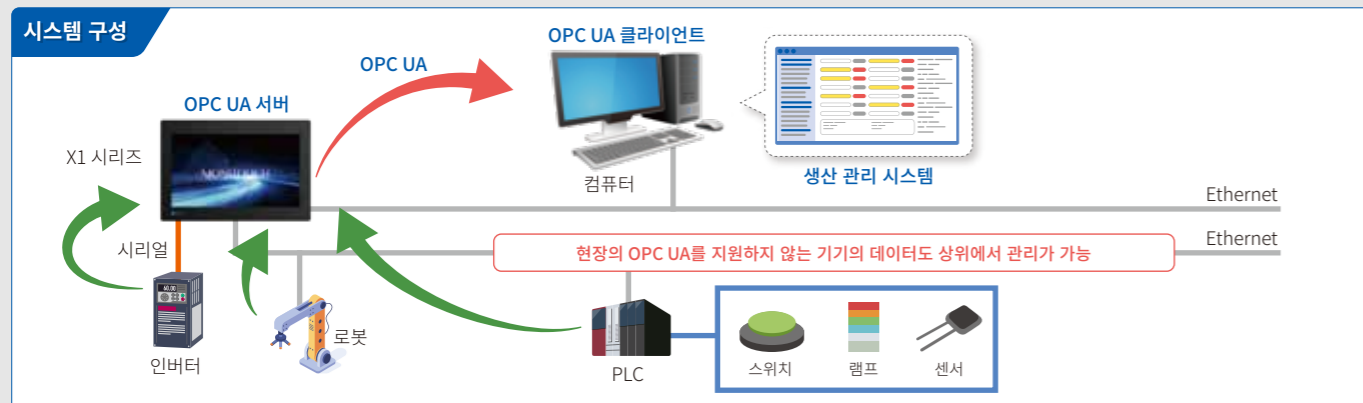 시스템 구성
OPC UA 클라이언트
OPC UA
OPC UA 서버
X1 시리즈
MONITOUCH
컴퓨터
생산 관리 시스템
Ethernet
Ethernet
시리얼
현장의 OPC UA를 지원하지 않는 기기의 데이터도 상위에서 관리가 가능
60.00
인버터
로봇
PLC
스위치
램프
센서